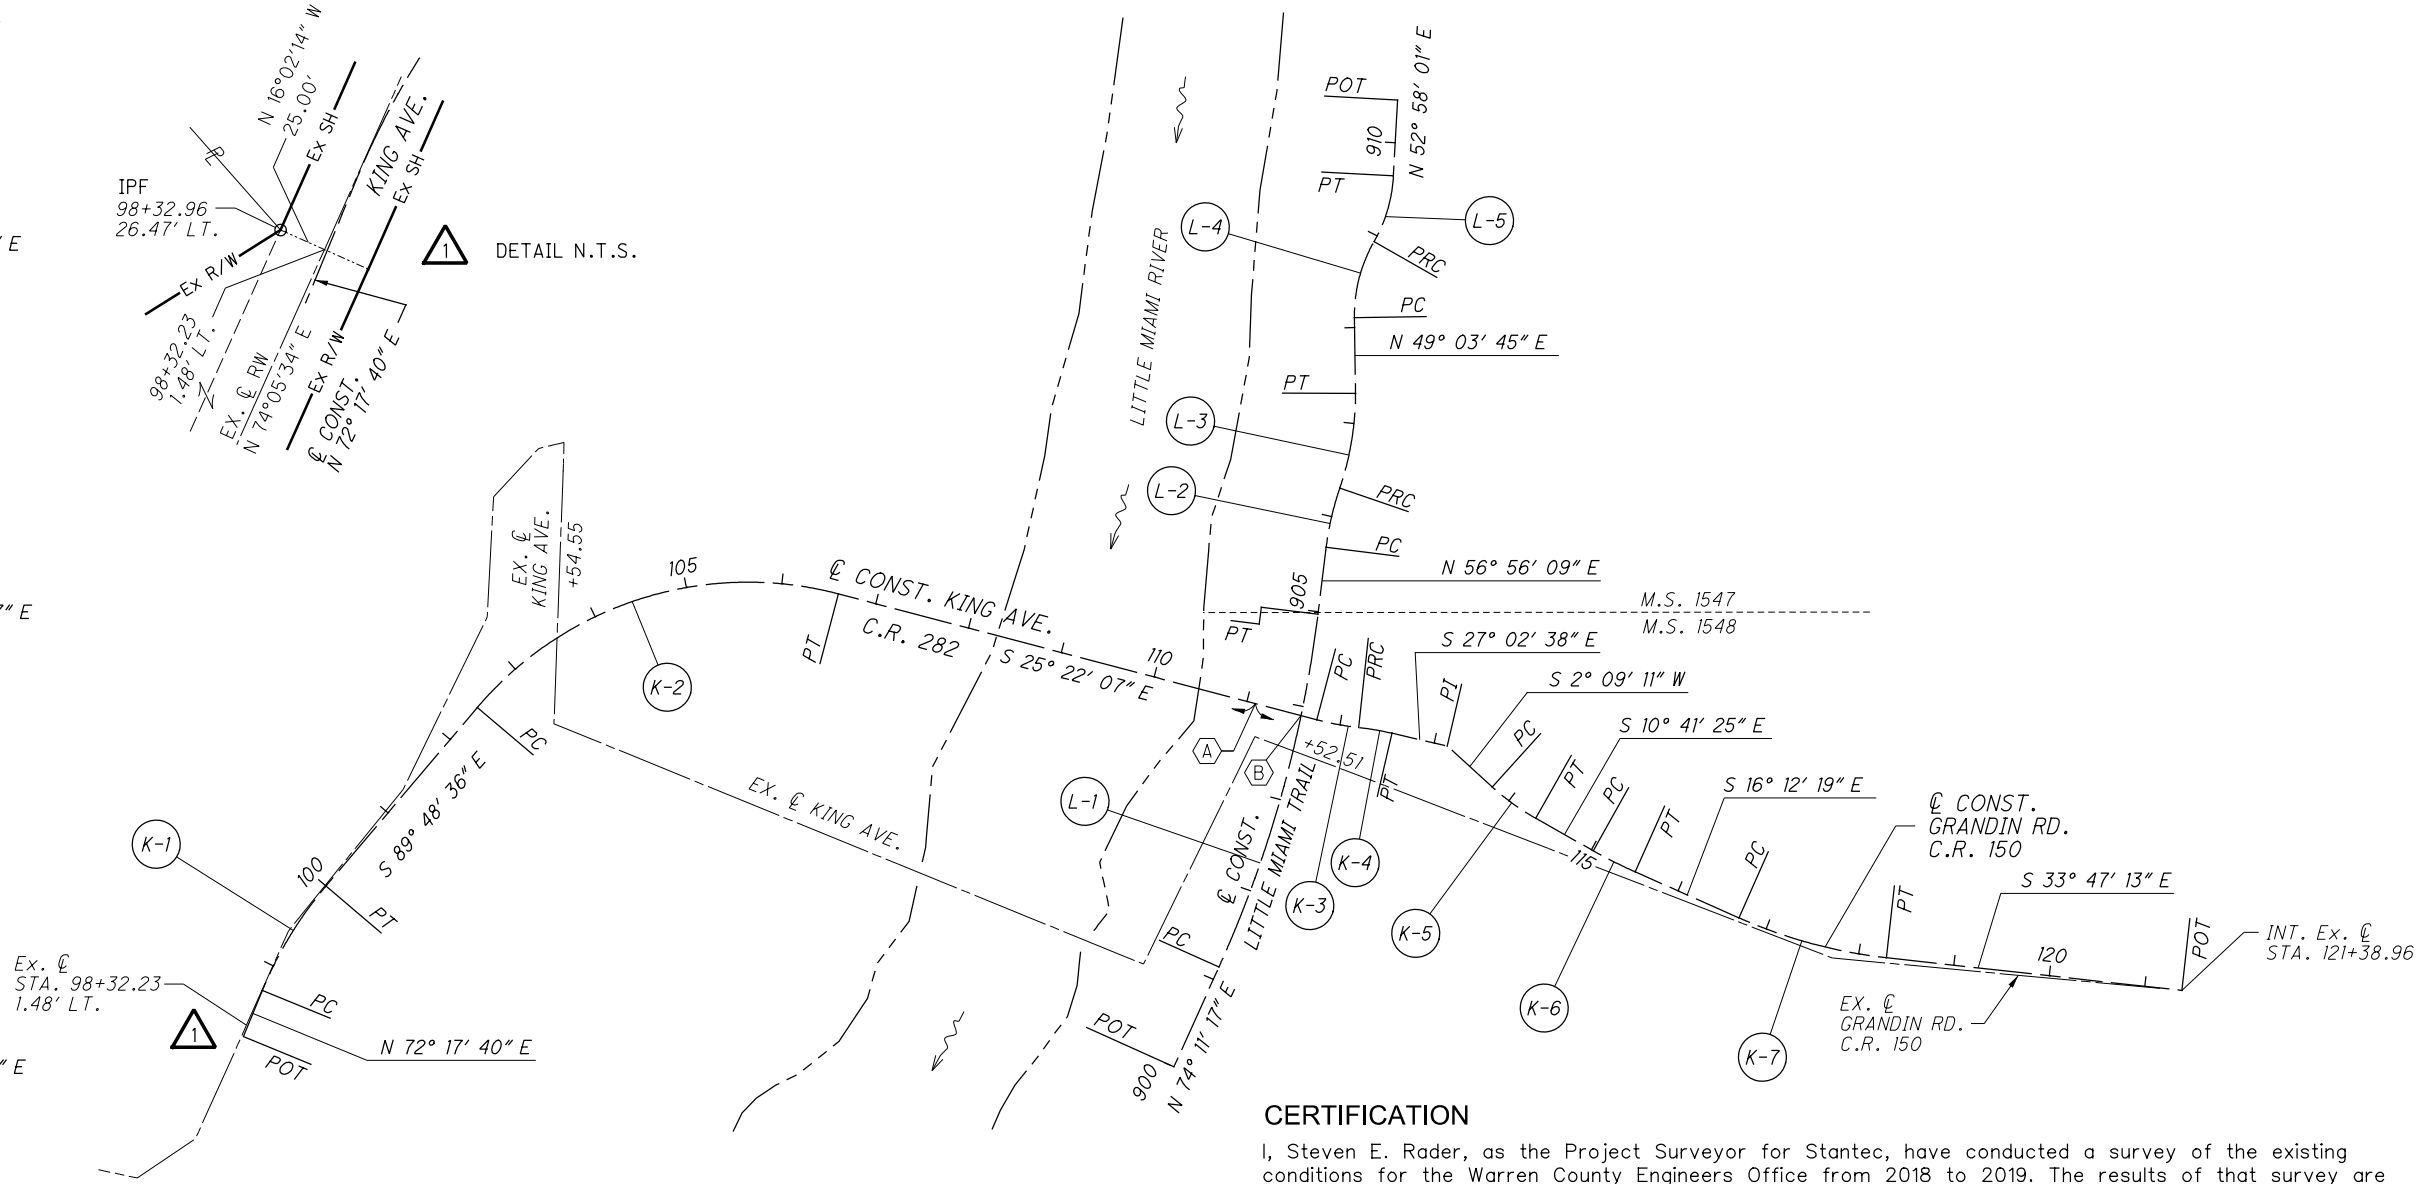 N 16°02'14" W
25.00'
Ex SH
KING AVE.
Ex SH
PL
IPF
98+32.96
26.47' LT.
Ex R/W
98+32.23
1.48' LT.
EX. ℄ RW
N 74°05'34" E
Ex R/W
℄ CONST.
N 72° 17' 40" E
1
DETAIL N.T.S.
' E
7" E
" E
POT
910
N 52° 58' 01" E
PT
L-4
L-5
PRC
PC
N 49° 03' 45" E
LITTLE MIAMI RIVER
PT
L-3
L-2
PRC
PC
N 56° 56' 09" E
905
M.S. 1547
M.S. 1548
PT
EX. ℄
KING AVE.
+54.55
105
℄ CONST. KING AVE.
C.R. 282
S 25° 22' 07" E
110
PT
K-2
PC
PC
PRC
S 27° 02' 38" E
PI
S 2° 09' 11" W
PC
S 10° 41' 25" E
PT
PC
S 16° 12' 19" E
PT
PC
115
A
B
+52.51
PT
EX. ℄ KING AVE.
L-1
℄ CONST.
LITTLE MIAMI TRAIL
K-3
K-4
K-5
K-6
K-7
℄ CONST.
GRANDIN RD.
C.R. 150
S 33° 47' 13" E
PT
120
POT
INT. Ex. ℄
STA. 121+38.96
EX. ℄
GRANDIN RD.
C.R. 150
K-1
100
S 89° 48' 36" E
PT
Ex. ℄
STA. 98+32.23
1.48' LT.
1
PC
N 72° 17' 40" E
POT
PC
POT
900
N 74° 11' 17" E
CERTIFICATION
I, Steven E. Rader, as the Project Surveyor for Stantec, have conducted a survey of the existing
conditions for the Warren County Engineers Office from 2018 to 2019. The results of that survey are